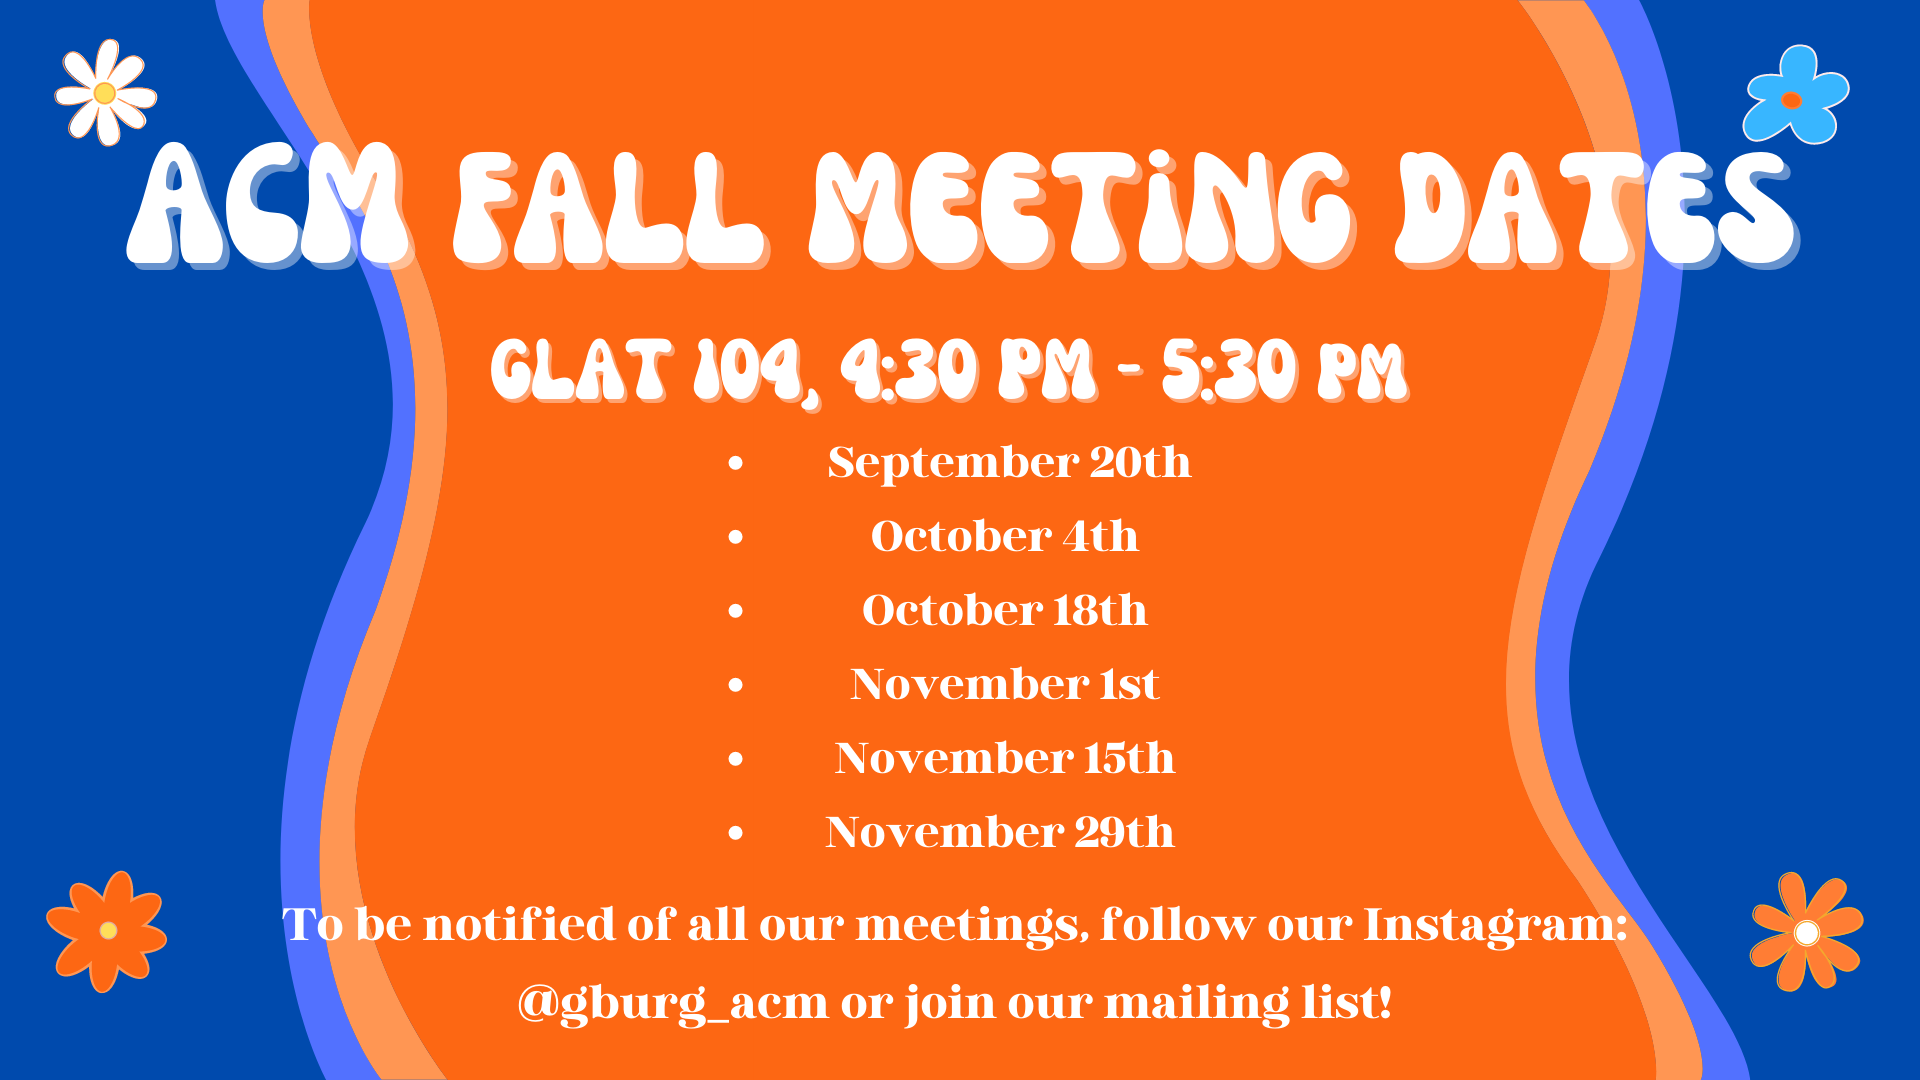 ACM FALL MEETiNG DATES
GLAT 104, 4:30 PM - 5:30 PM
• September 20th
• October 4th
• October 18th
• November 1st
• November 15th
• November 29th
To be notified of all our meetings, follow our Instagram:
@gburg_acm or join our mailing list!